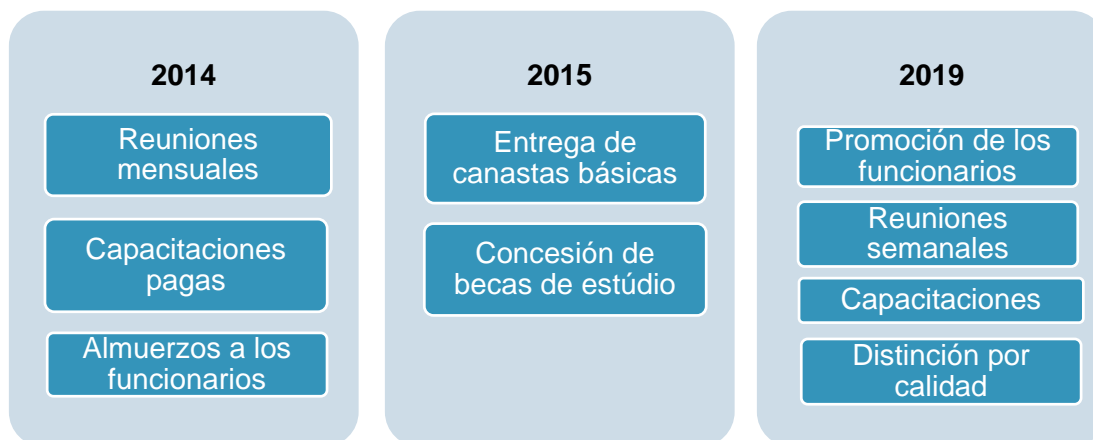 2014
Reuniones
mensuales
Capacitaciones
pagas
Almuerzos a los
funcionarios
2015
Entrega de
canastas básicas
Concesión de
becas de estúdio
2019
Promoción de los
funcionarios
Reuniones
semanales
Capacitaciones
Distinción por
calidad